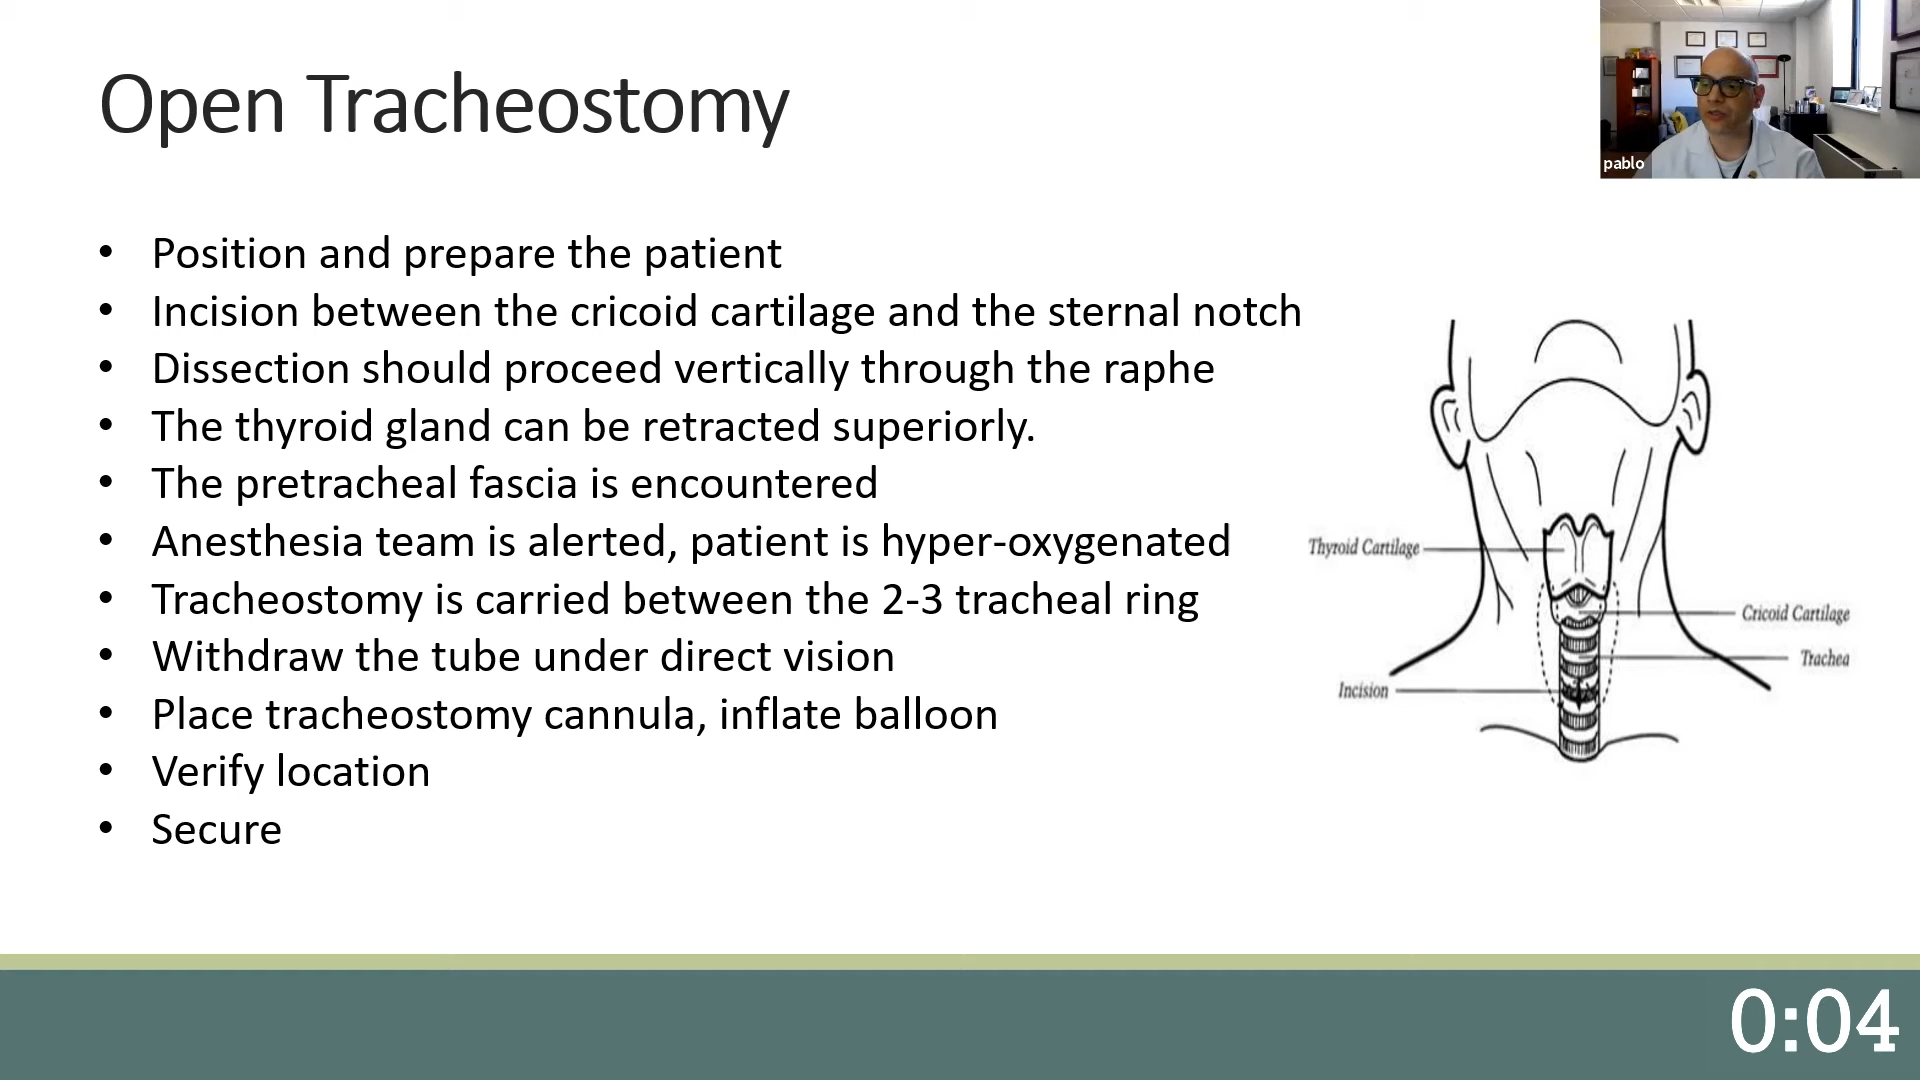 Open Tracheostomy
pablo
• Position and prepare the patient
• Incision between the cricoid cartilage and the sternal notch
• Dissection should proceed vertically through the raphe
• The thyroid gland can be retracted superiorly.
• The pretracheal fascia is encountered
• Anesthesia team is alerted, patient is hyper-oxygenated
• Tracheostomy is carried between the 2-3 tracheal ring
• Withdraw the tube under direct vision
• Place tracheostomy cannula, inflate balloon
• Verify location
• Secure
Thyroid Cartilage
Cricoid Cartilage
Trachea
Incision
0:04